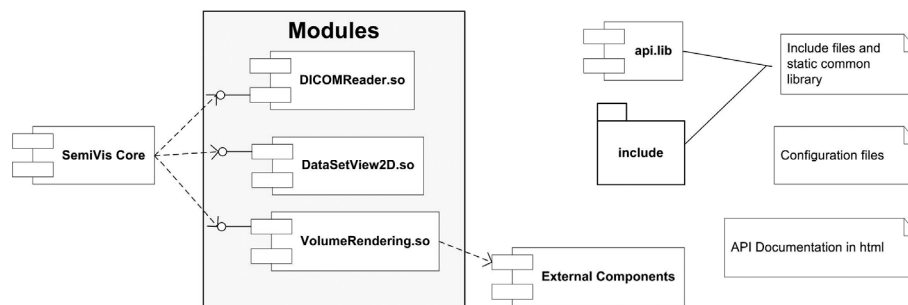 Modules
DICOMReader.so
api.lib
Include files and
static common
library
SemiVis Core
DataSetView2D.so
include
Configuration files
VolumeRendering.so
API Documentation in html
External Components